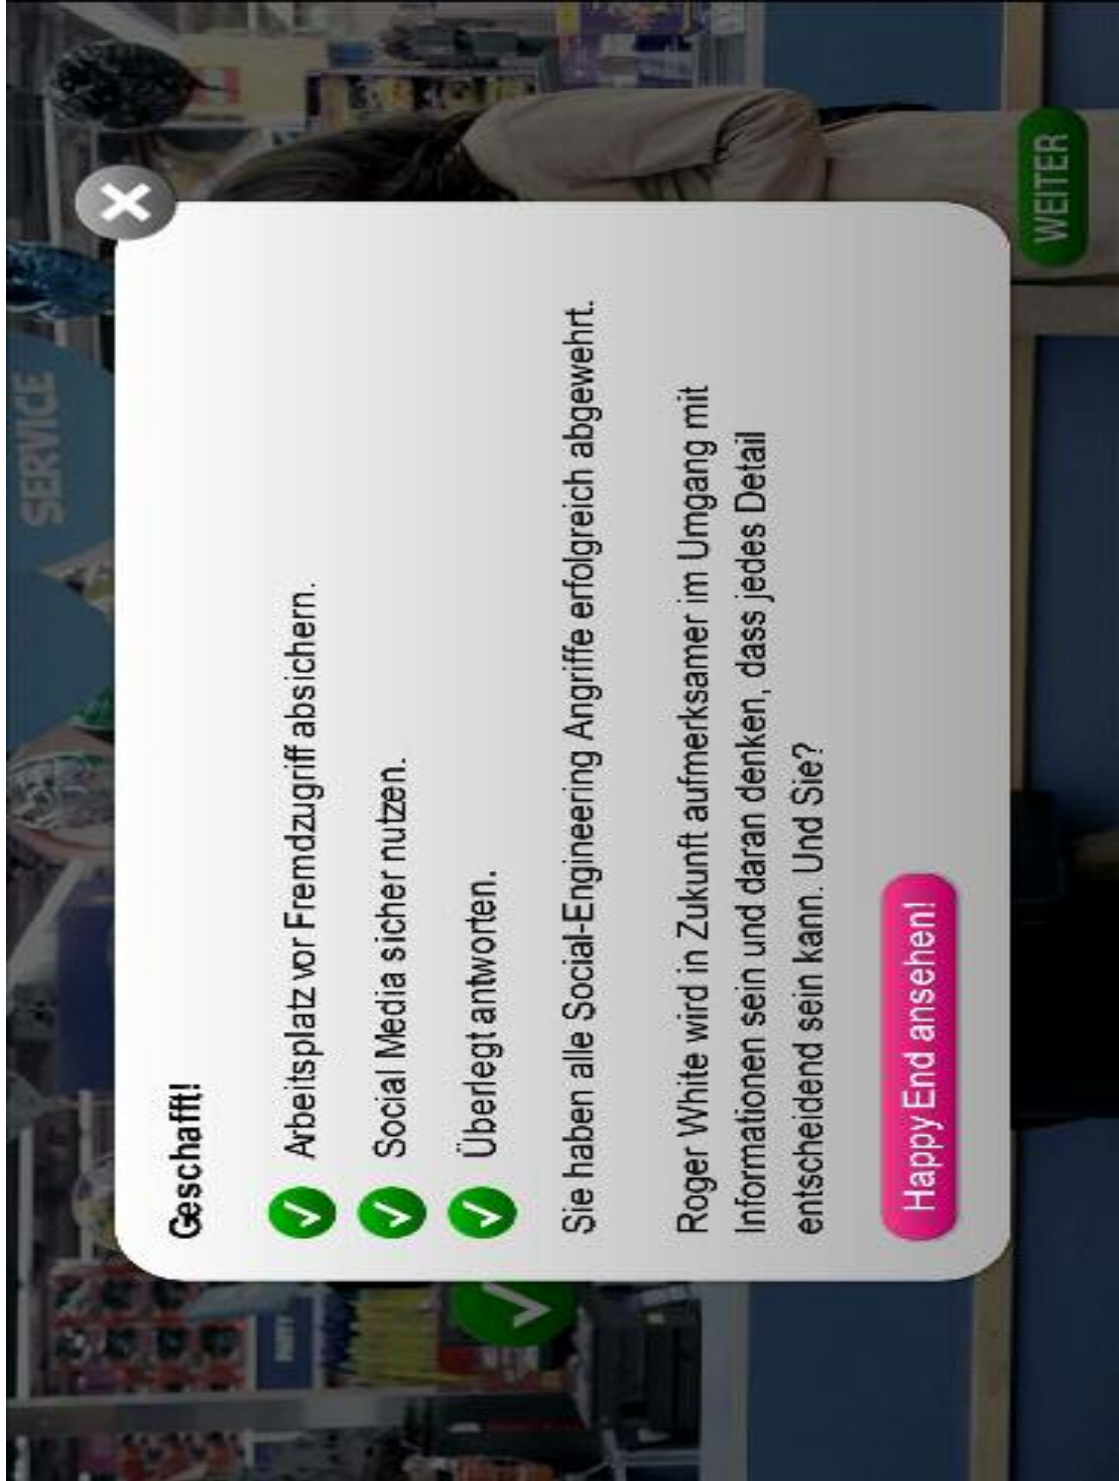 SERVICE
Geschafft!
Arbeitsplatz vor Fremdzugriff absichern.
Social Media sicher nutzen.
Überlegt antworten.
Sie haben alle Social-Engineering Angriffe erfolgreich abgewehrt.
Roger White wird in Zukunft aufmerksamer im Umgang mit
Informationen sein und daran denken, dass jedes Detail
entscheidend sein kann. Und Sie?
Happy End ansehen!
WEITER